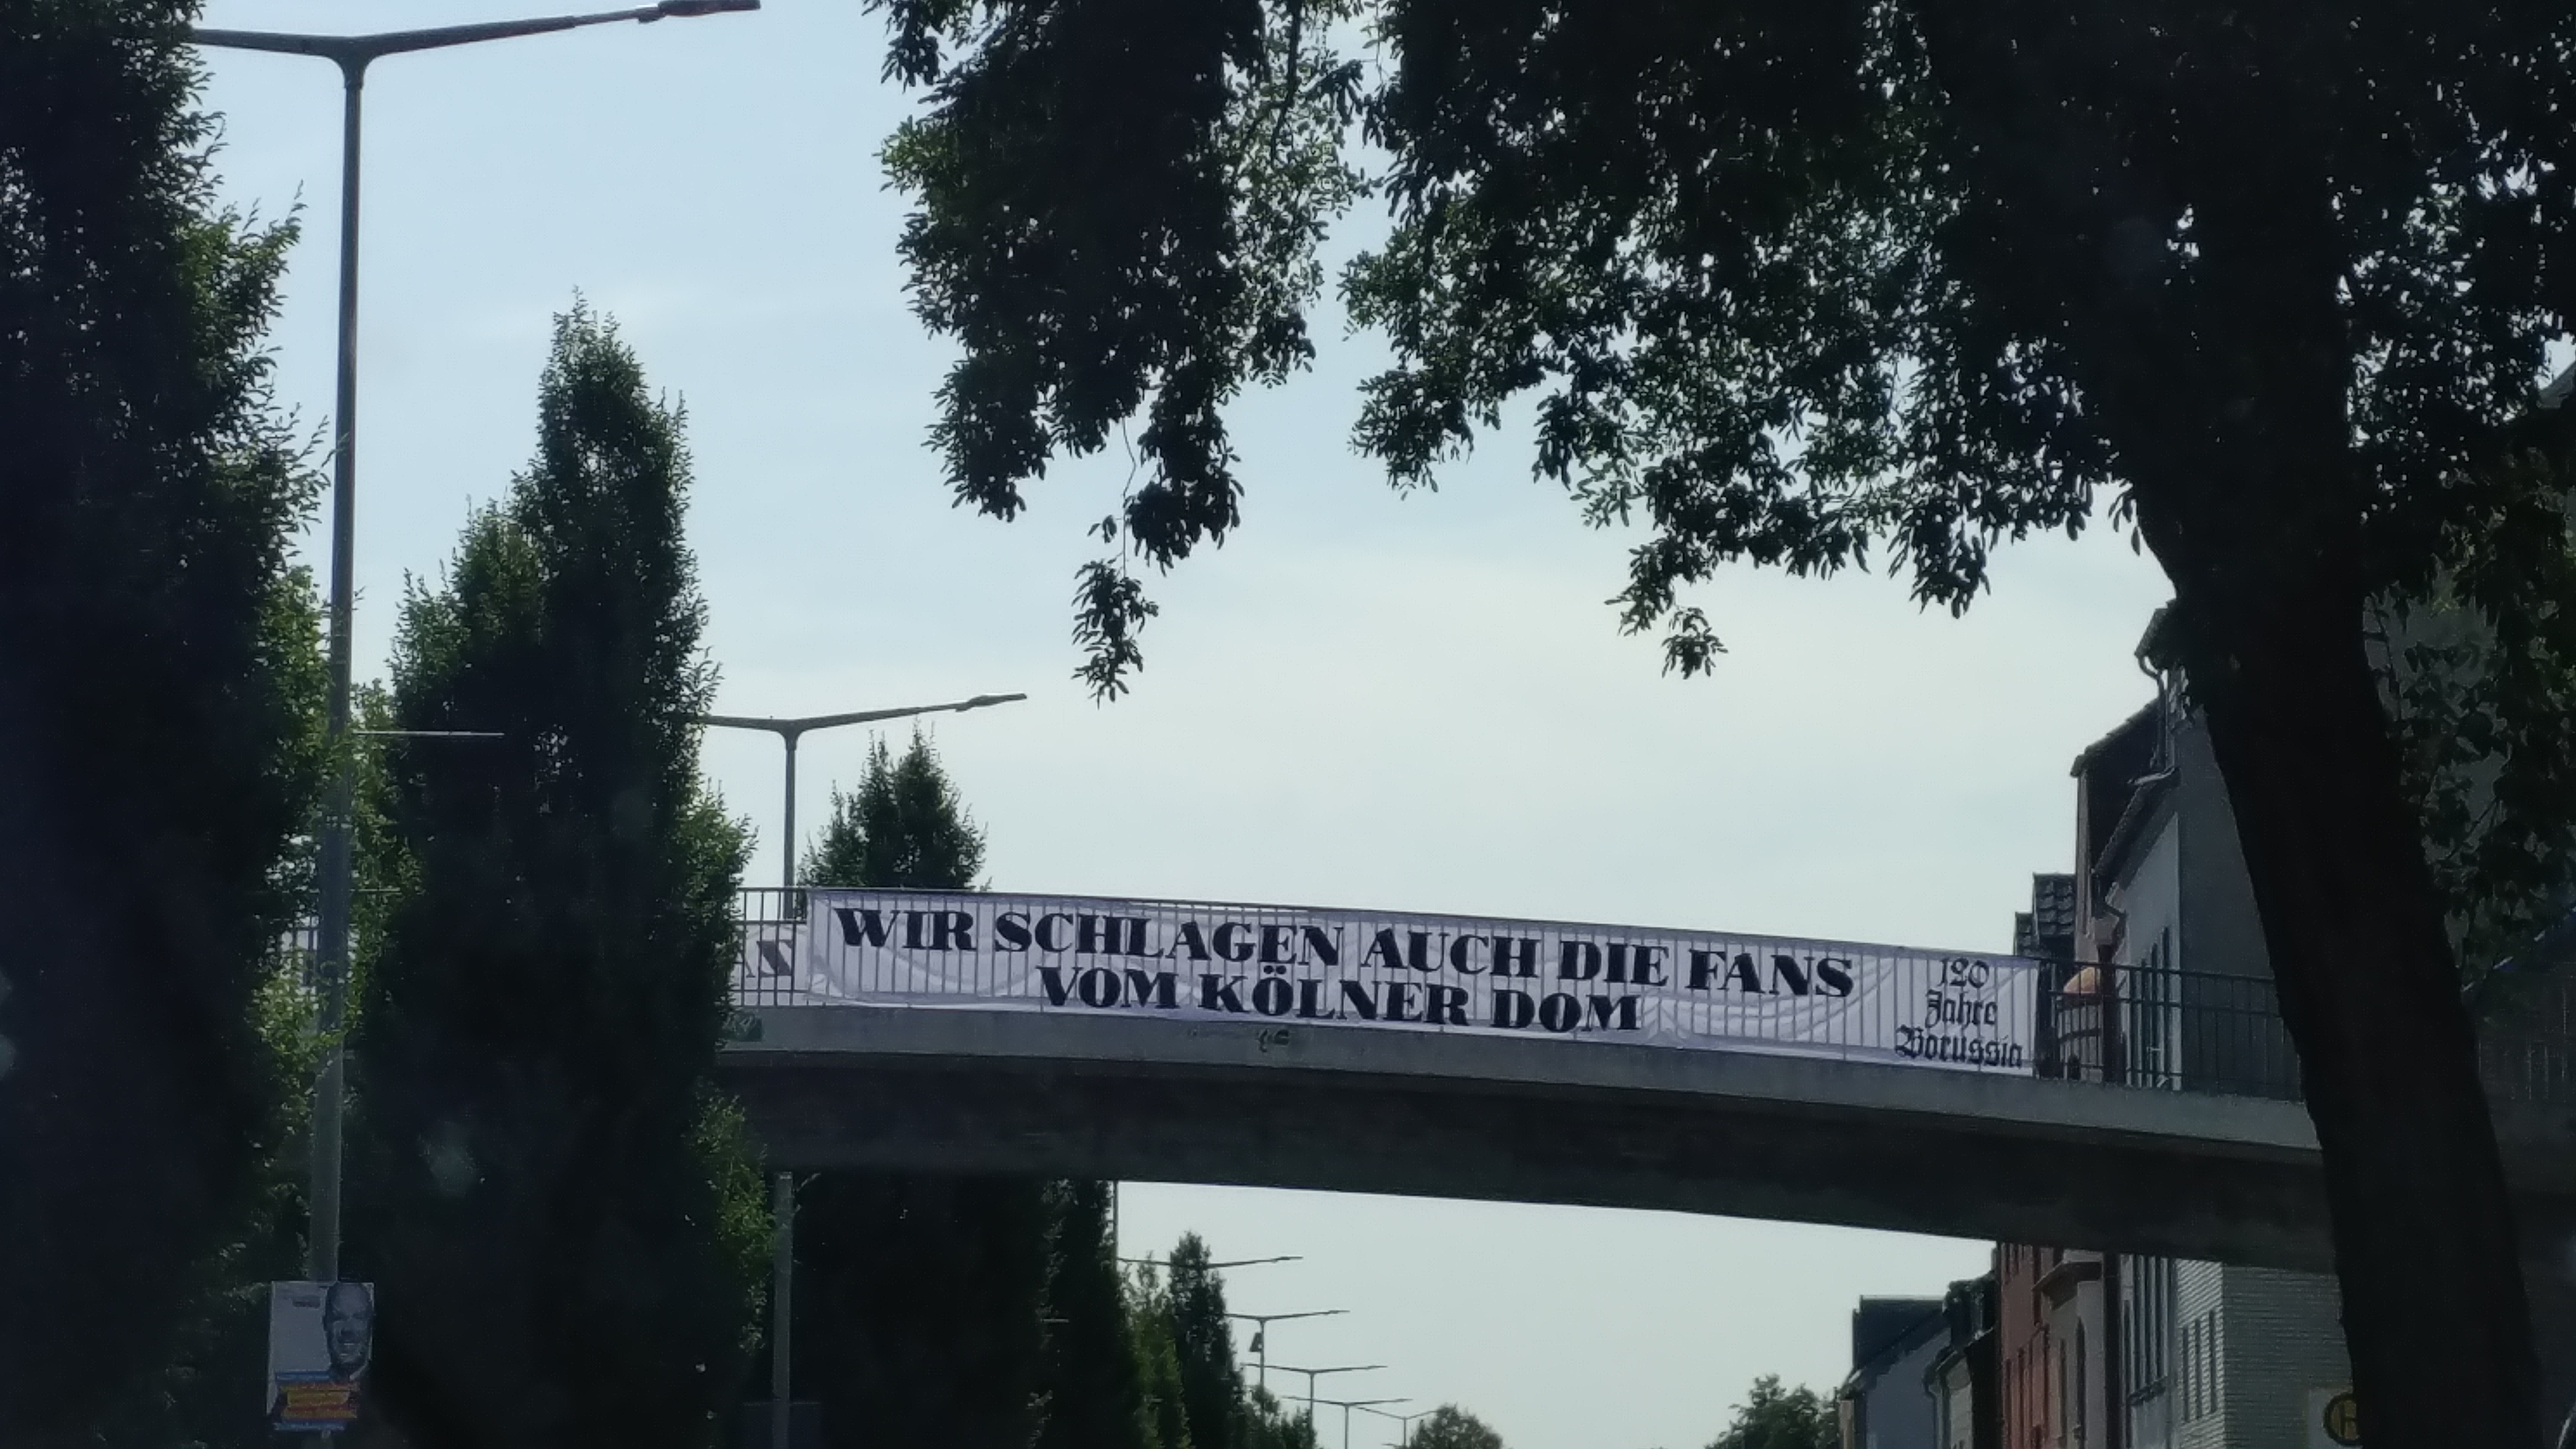 WIR SCHLAGEN AUCH DIE FANS
VOM KÖLNER DOM
120
Jahre
Borussia
H